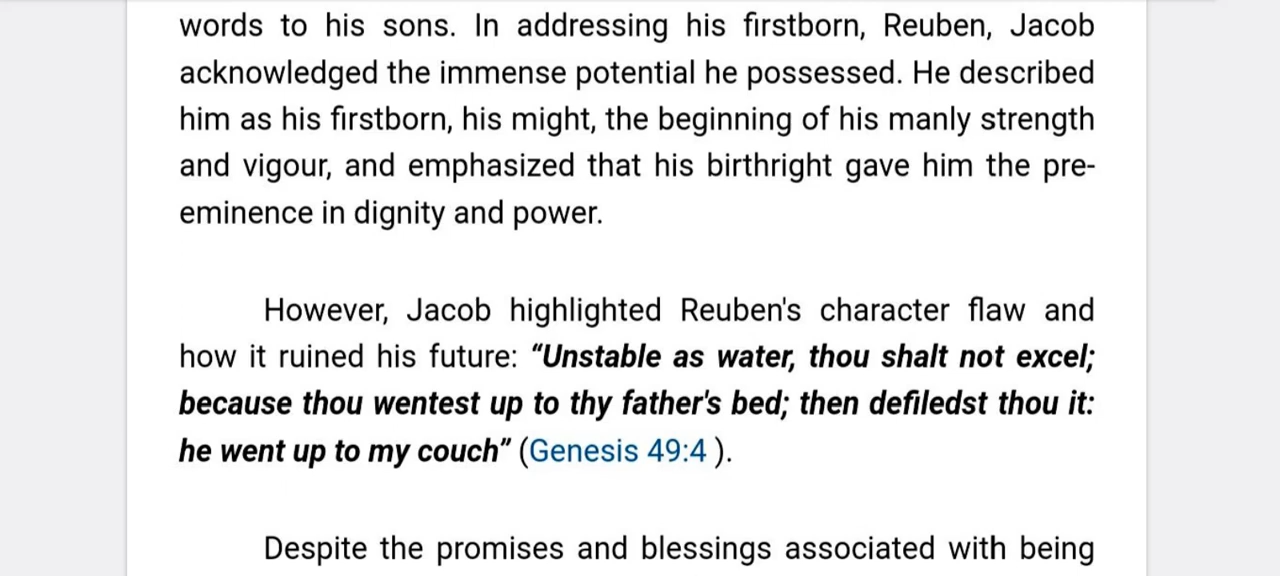 words to his sons. In addressing his firstborn, Reuben, Jacob
acknowledged the immense potential he possessed. He described
him as his firstborn, his might, the beginning of his manly strength
and vigour, and emphasized that his birthright gave him the pre-
eminence in dignity and power.
However, Jacob highlighted Reuben's character flaw and
how it ruined his future: “Unstable as water, thou shalt not excel;
because thou wentest up to thy father's bed; then defiledst thou it:
he went up to my couch” (Genesis 49:4 ).
Despite the promises and blessings associated with being